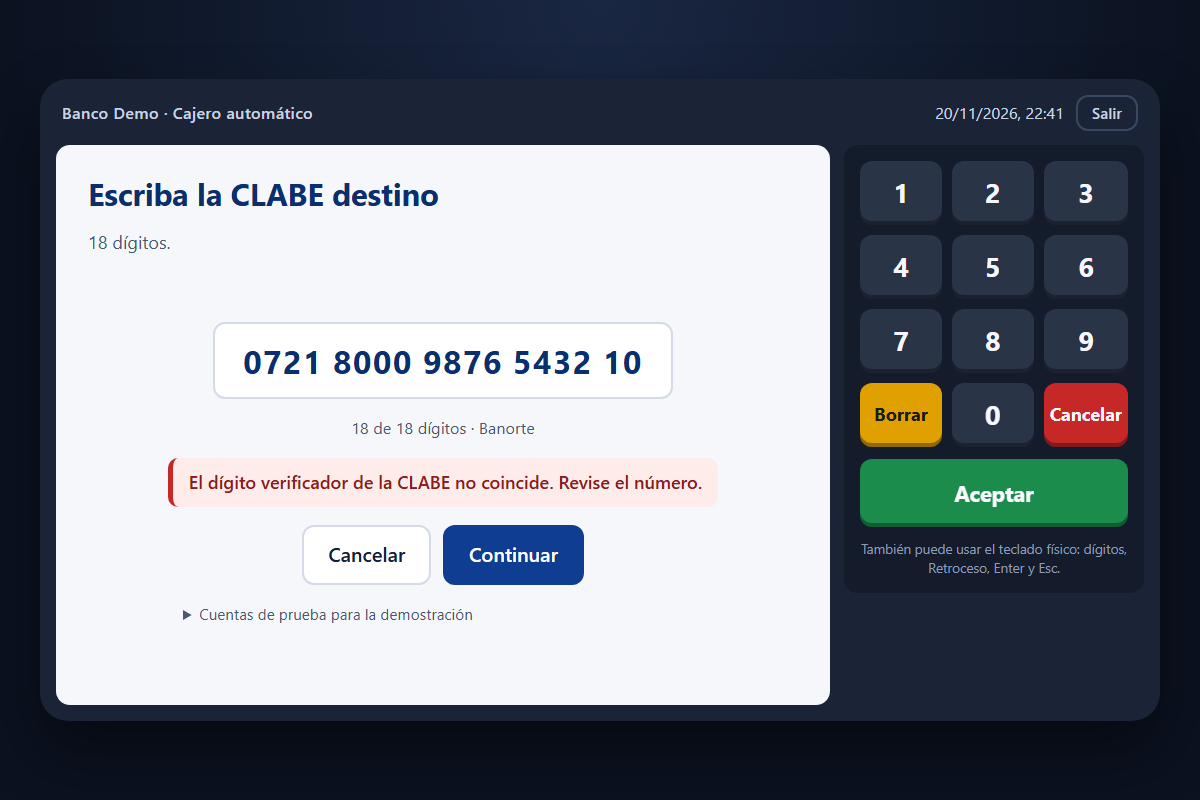 Banco Demo · Cajero automático
20/11/2026, 22:41
Salir
Escriba la CLABE destino
18 dígitos.
0721 8000 9876 5432 10
18 de 18 dígitos · Banorte
El dígito verificador de la CLABE no coincide. Revise el número.
Cancelar
Continuar
Cuentas de prueba para la demostración
1
2
3
4
5
6
7
8
9
Borrar
0
Cancelar
Aceptar
También puede usar el teclado físico: dígitos,
Retroceso, Enter y Esc.